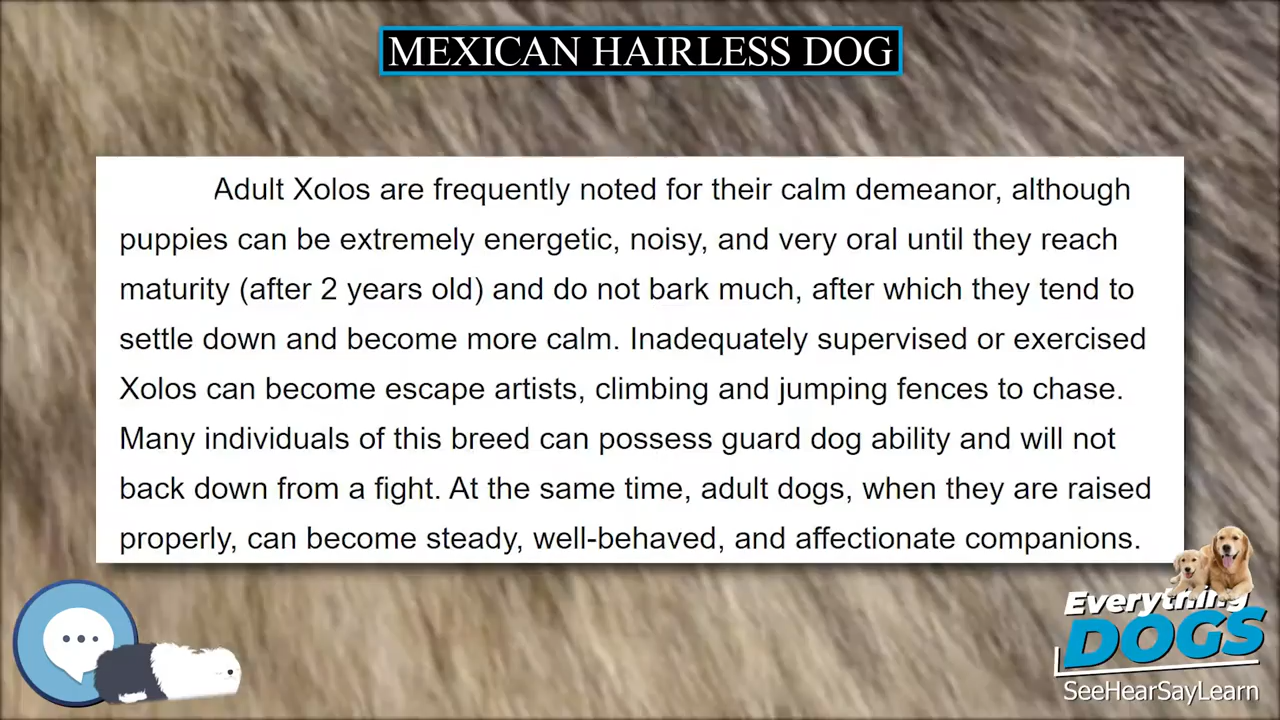 MEXICAN HAIRLESS DOG
Adult Xolos are frequently noted for their calm demeanor, although
puppies can be extremely energetic, noisy, and very oral until they reach
maturity (after 2 years old) and do not bark much, after which they tend to
settle down and become more calm. Inadequately supervised or exercised
Xolos can become escape artists, climbing and jumping fences to chase.
Many individuals of this breed can possess guard dog ability and will not
back down from a fight. At the same time, adult dogs, when they are raised
properly, can become steady, well-behaved, and affectionate companions.
Everything
DOGS
SeeHearSayLearn